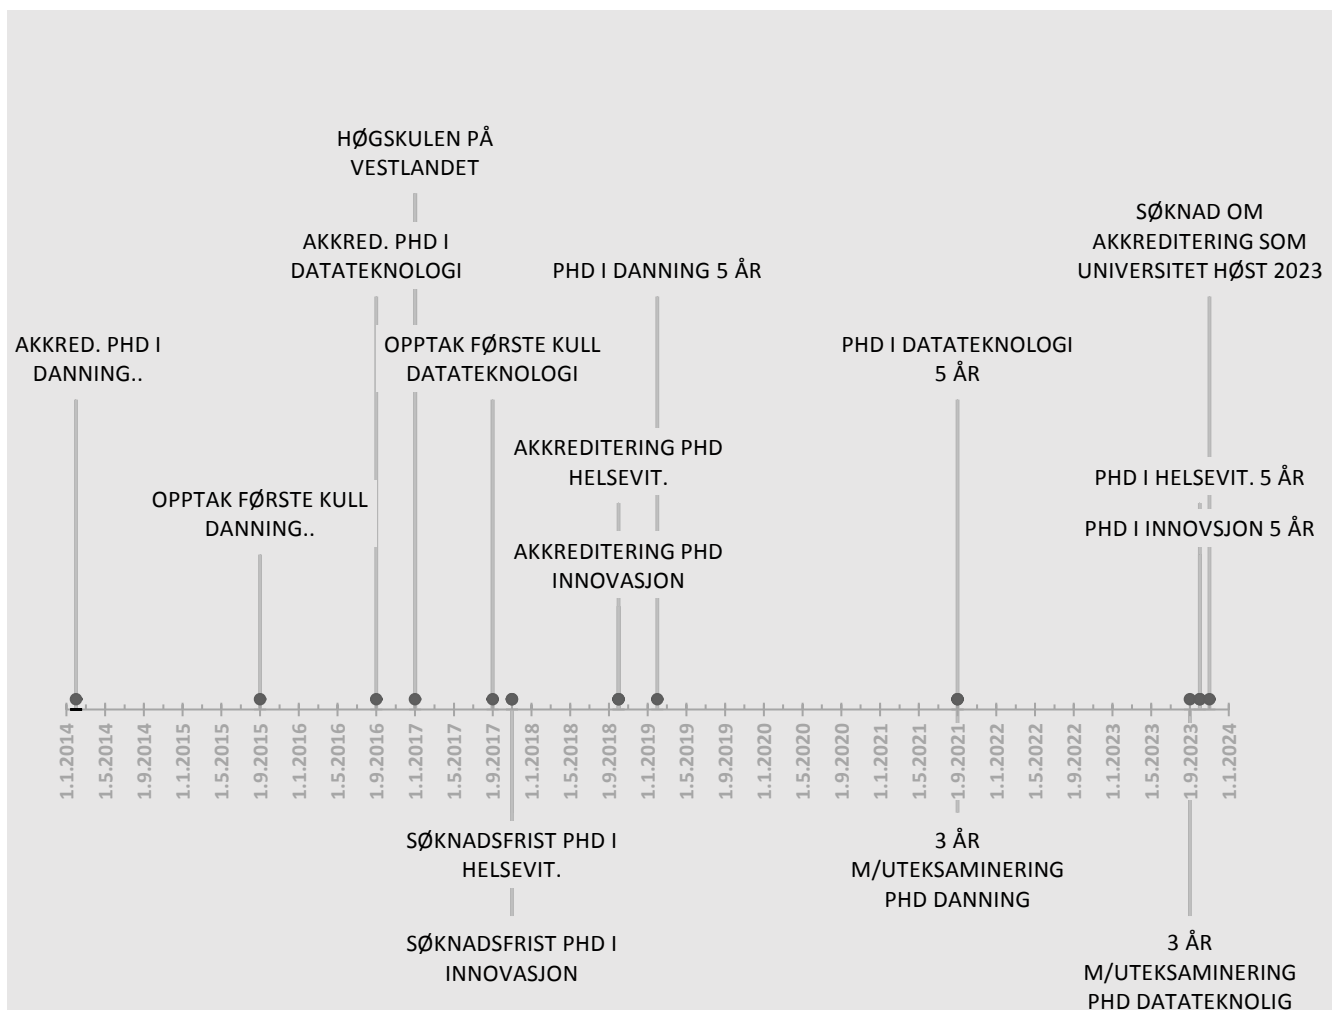 HØGSKULEN PÅ
VESTLANDET
AKKRED. PHD I
DATATEKNOLOGI
PHD I DANNING 5 ÅR
SØKNAD OM
AKKREDITERING SOM
UNIVERSITET HØST 2023
AKKRED. PHD I
DANNING..
OPPTAK FØRSTE KULL
DATATEKNOLOGI
PHD I DATATEKNOLOGI
5 ÅR
AKKREDITERING PHD
HELSEVIT.
PHD I HELSEVIT. 5 ÅR
OPPTAK FØRSTE KULL
DANNING..
PHD I INNOVSJON 5 ÅR
AKKREDITERING PHD
INNOVASJON
1.1.2014
1.5.2014
1.9.2014
1.1.2015
1.5.2015
1.9.2015
1.1.2016
1.5.2016
1.9.2016
1.1.2017
1.5.2017
1.9.2017
1.1.2018
1.5.2018
1.9.2018
1.1.2019
1.5.2019
1.9.2019
1.1.2020
1.5.2020
1.9.2020
1.1.2021
1.5.2021
1.9.2021
1.1.2022
1.5.2022
1.9.2022
1.1.2023
1.5.2023
1.9.2023
1.1.2024
SØKNADSFRIST PHD I
HELSEVIT.
3 ÅR
M/UTEKSAMINERING
PHD DANNING
SØKNADSFRIST PHD I
INNOVASJON
3 ÅR
M/UTEKSAMINERING
PHD DATATEKNOLIG